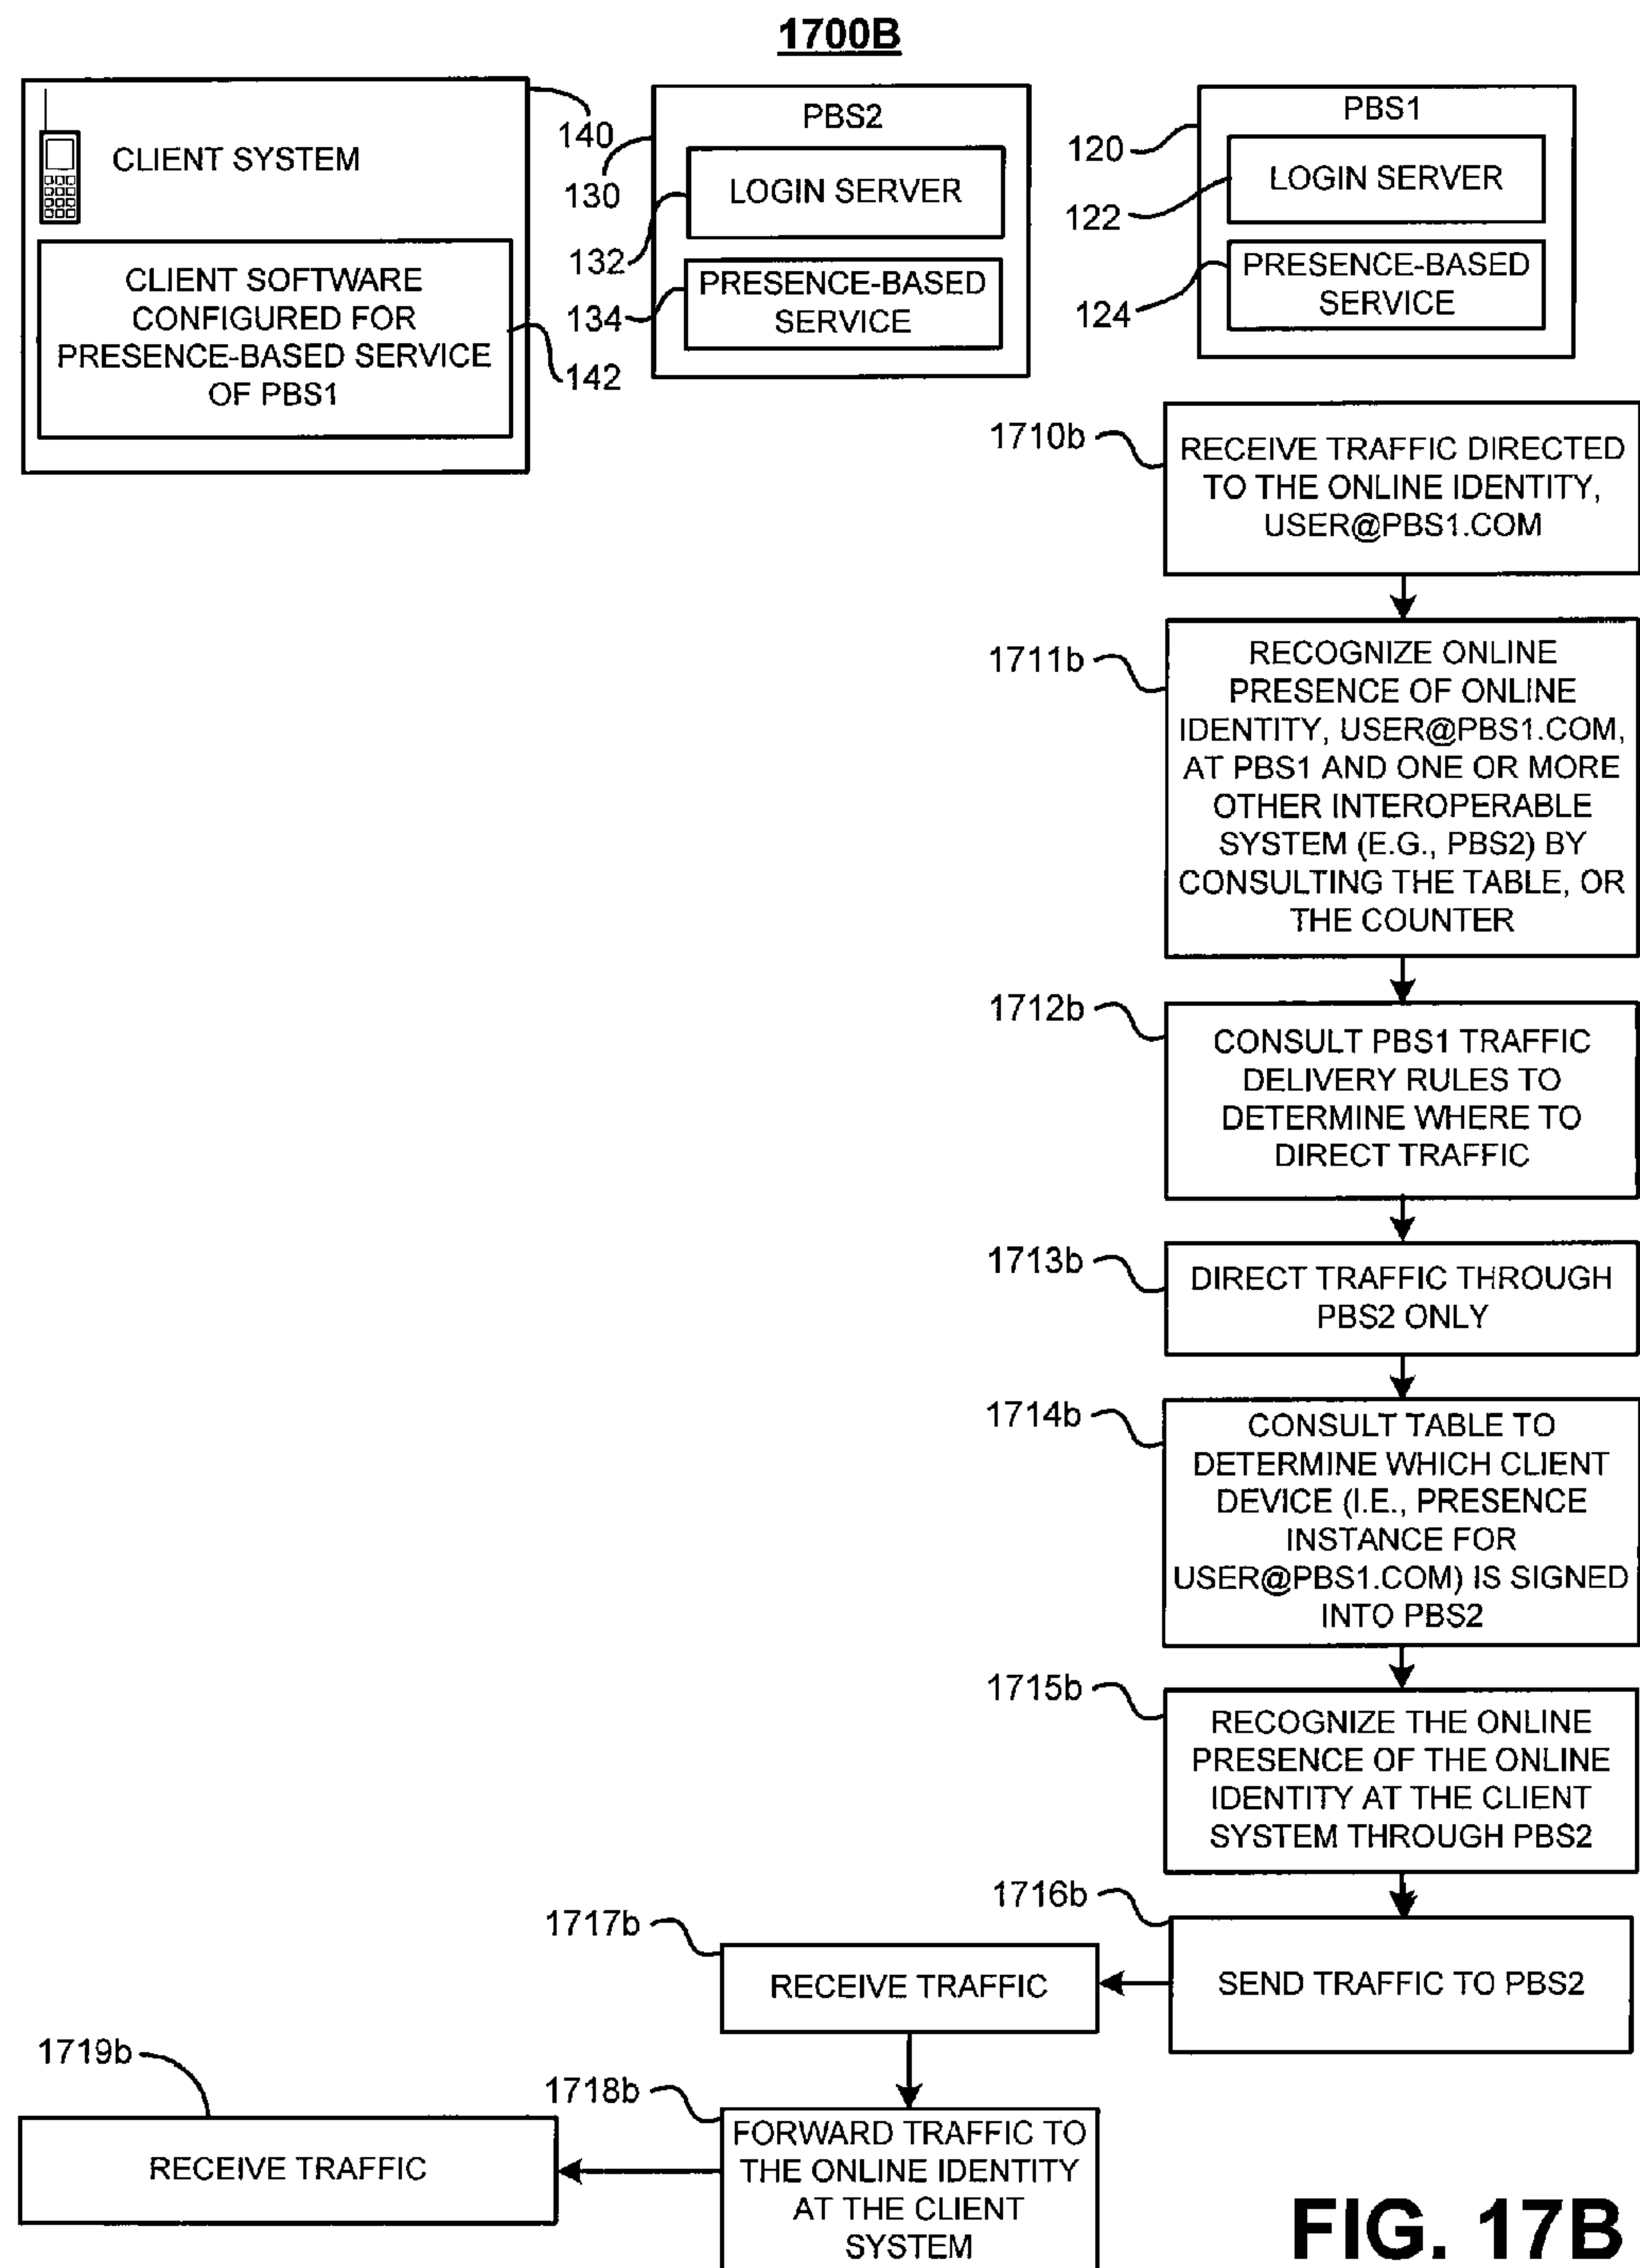 1700B
CLIENT SYSTEM
140
CLIENT SOFTWARE
CONFIGURED FOR
PRESENCE-BASED SERVICE
OF PBS1
142
PBS2
130
LOGIN SERVER
132
PRESENCE-BASED
SERVICE
134
PBS1
120
LOGIN SERVER
122
PRESENCE-BASED
SERVICE
124
1710b
RECEIVE TRAFFIC DIRECTED
TO THE ONLINE IDENTITY,
USER@PBS1.COM
1711b
RECOGNIZE ONLINE
PRESENCE OF ONLINE
IDENTITY, USER@PBS1.COM,
AT PBS1 AND ONE OR MORE
OTHER INTEROPERABLE
SYSTEM (E.G., PBS2) BY
CONSULTING THE TABLE, OR
THE COUNTER
1712b
CONSULT PBS1 TRAFFIC
DELIVERY RULES TO
DETERMINE WHERE TO
DIRECT TRAFFIC
1713b
DIRECT TRAFFIC THROUGH
PBS2 ONLY
1714b
CONSULT TABLE TO
DETERMINE WHICH CLIENT
DEVICE (I.E., PRESENCE
INSTANCE FOR
USER@PBS1.COM) IS SIGNED
INTO PBS2
1715b
RECOGNIZE THE ONLINE
PRESENCE OF THE ONLINE
IDENTITY AT THE CLIENT
SYSTEM THROUGH PBS2
1716b
SEND TRAFFIC TO PBS2
1717b
RECEIVE TRAFFIC
1718b
FORWARD TRAFFIC TO
THE ONLINE IDENTITY
AT THE CLIENT
SYSTEM
1719b
RECEIVE TRAFFIC
FIG. 17B